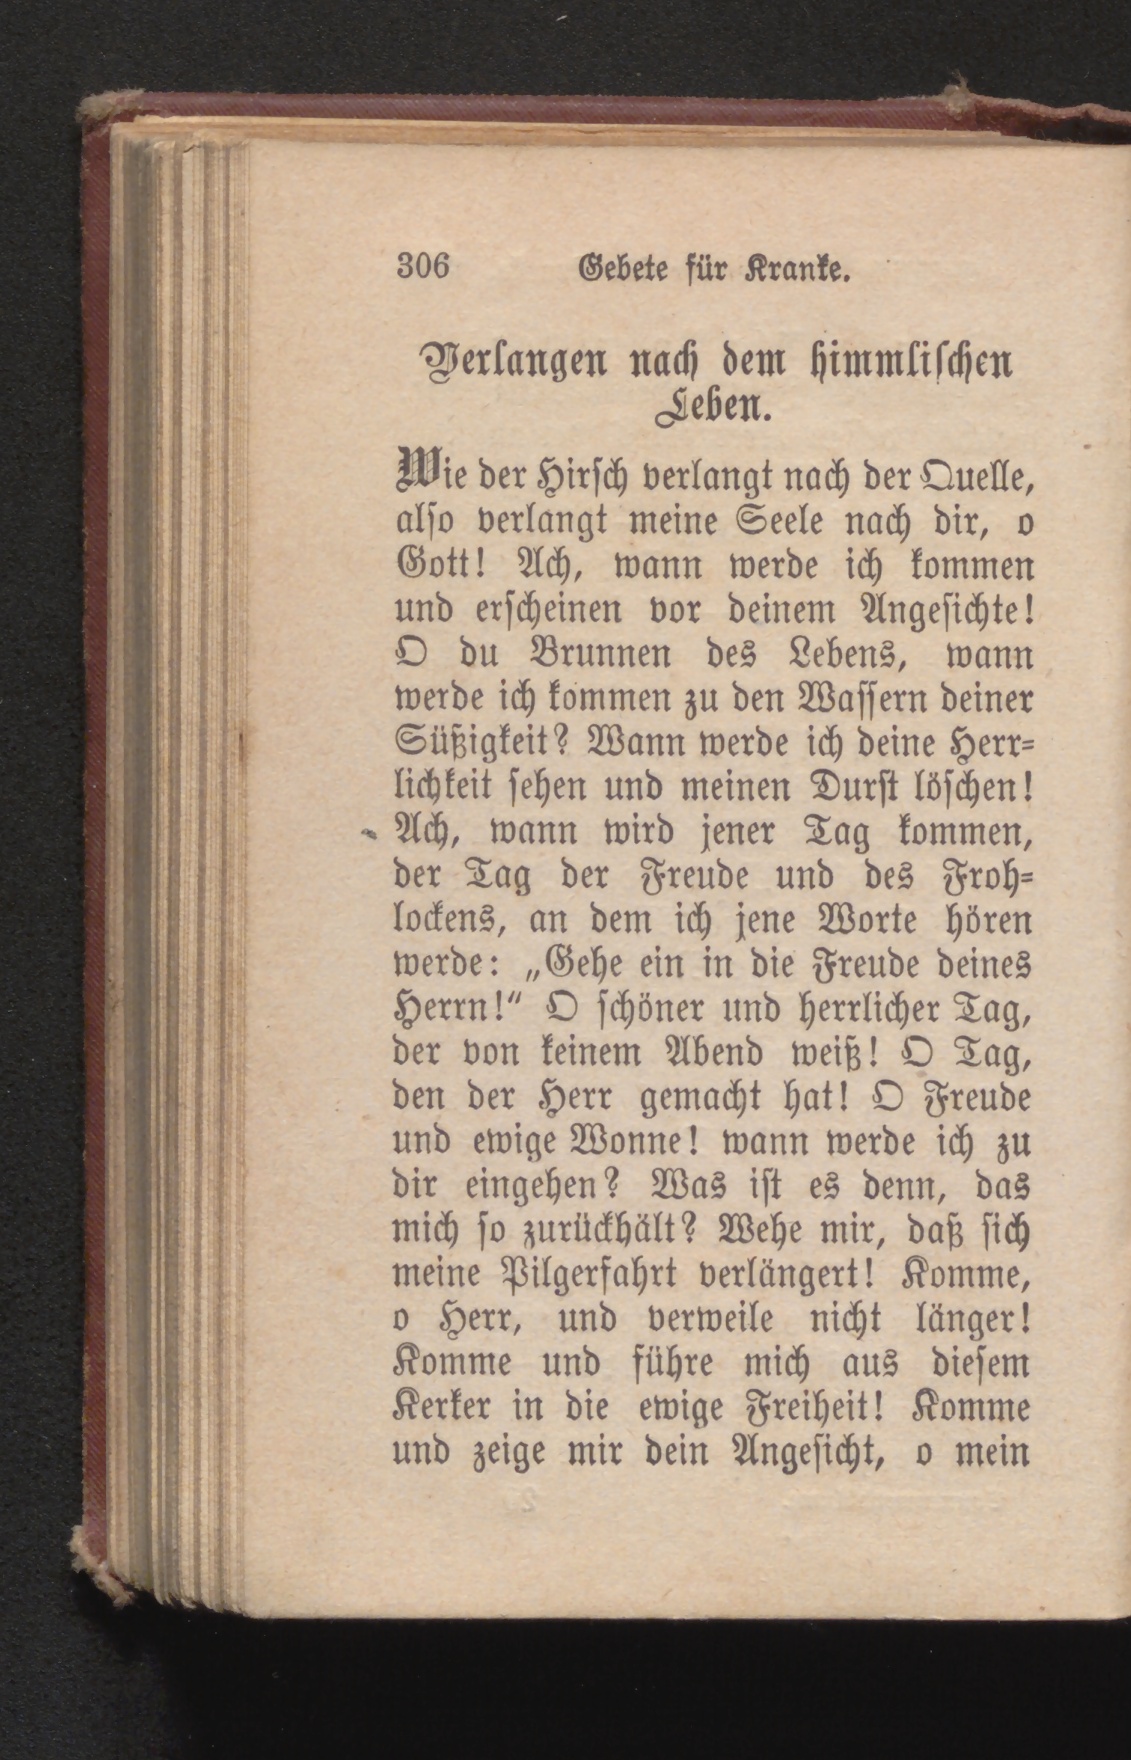 306 Gebete für Kranke.
Verlangen nach dem himmlischen
Leben.
Wie der Hirsch verlangt nach der Quelle,
also verlangt meine Seele nach dir, o
Gott! Ach, wann werde ich kommen
und erscheinen vor deinem Angesichte!
O du Brunnen des Lebens, wann
werde ich kommen zu den Wassern deiner
Süßigkeit? Wann werde ich deine Herr-
lichkeit sehen und meinen Durst löschen!
Ach, wann wird jener Tag kommen,
der Tag der Freude und des Froh-
lockens, an dem ich jene Worte hören
werde: „Gehe ein in die Freude deines
Herrn!“ O schöner und herrlicher Tag,
der von keinem Abend weiß! O Tag,
den der Herr gemacht hat! O Freude
und ewige Wonne! wann werde ich zu
dir eingehen? Was ist es denn, das
mich so zurückhält? Wehe mir, daß sich
meine Pilgerfahrt verlängert! Komme,
o Herr, und verweile nicht länger!
Komme und führe mich aus diesem
Kerker in die ewige Freiheit! Komme
und zeige mir dein Angesicht, o mein